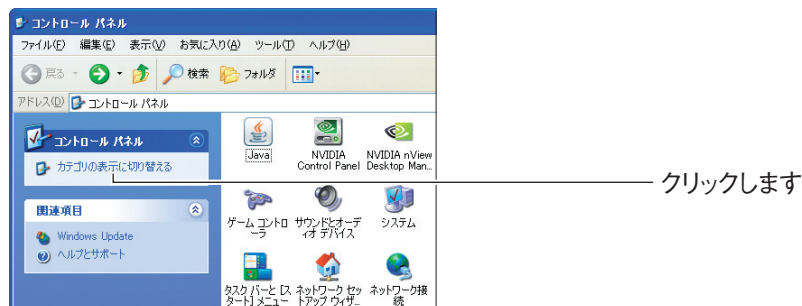 コントロール パネル
ファイル(F) 編集(E) 表示(V) お気に入り(A) ツール(T) ヘルプ(H)
戻る 検索 フォルダ
アドレス(D) コントロール パネル
コントロール パネル
カテゴリの表示に切り替える
クリックします
関連項目
Windows Update
ヘルプとサポート
Java
NVIDIA
Control Panel
NVIDIA nView
Desktop Man...
ゲーム コントロ
ーラ
サウンドとオーデ
ィオ デバイス
システム
タスク バーと [ス
タート] メニュー
ネットワーク セッ
トアップ ウィザ...
ネットワーク接
続